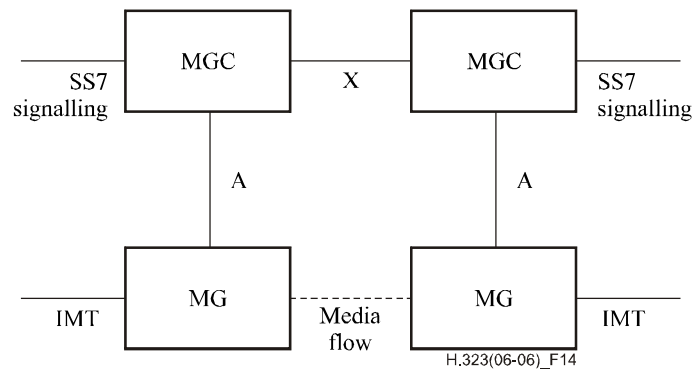 MGC
MGC
SS7
signalling
X
SS7
signalling
A
A
MG
MG
IMT
Media
flow
IMT
H.323(06-06)_F14